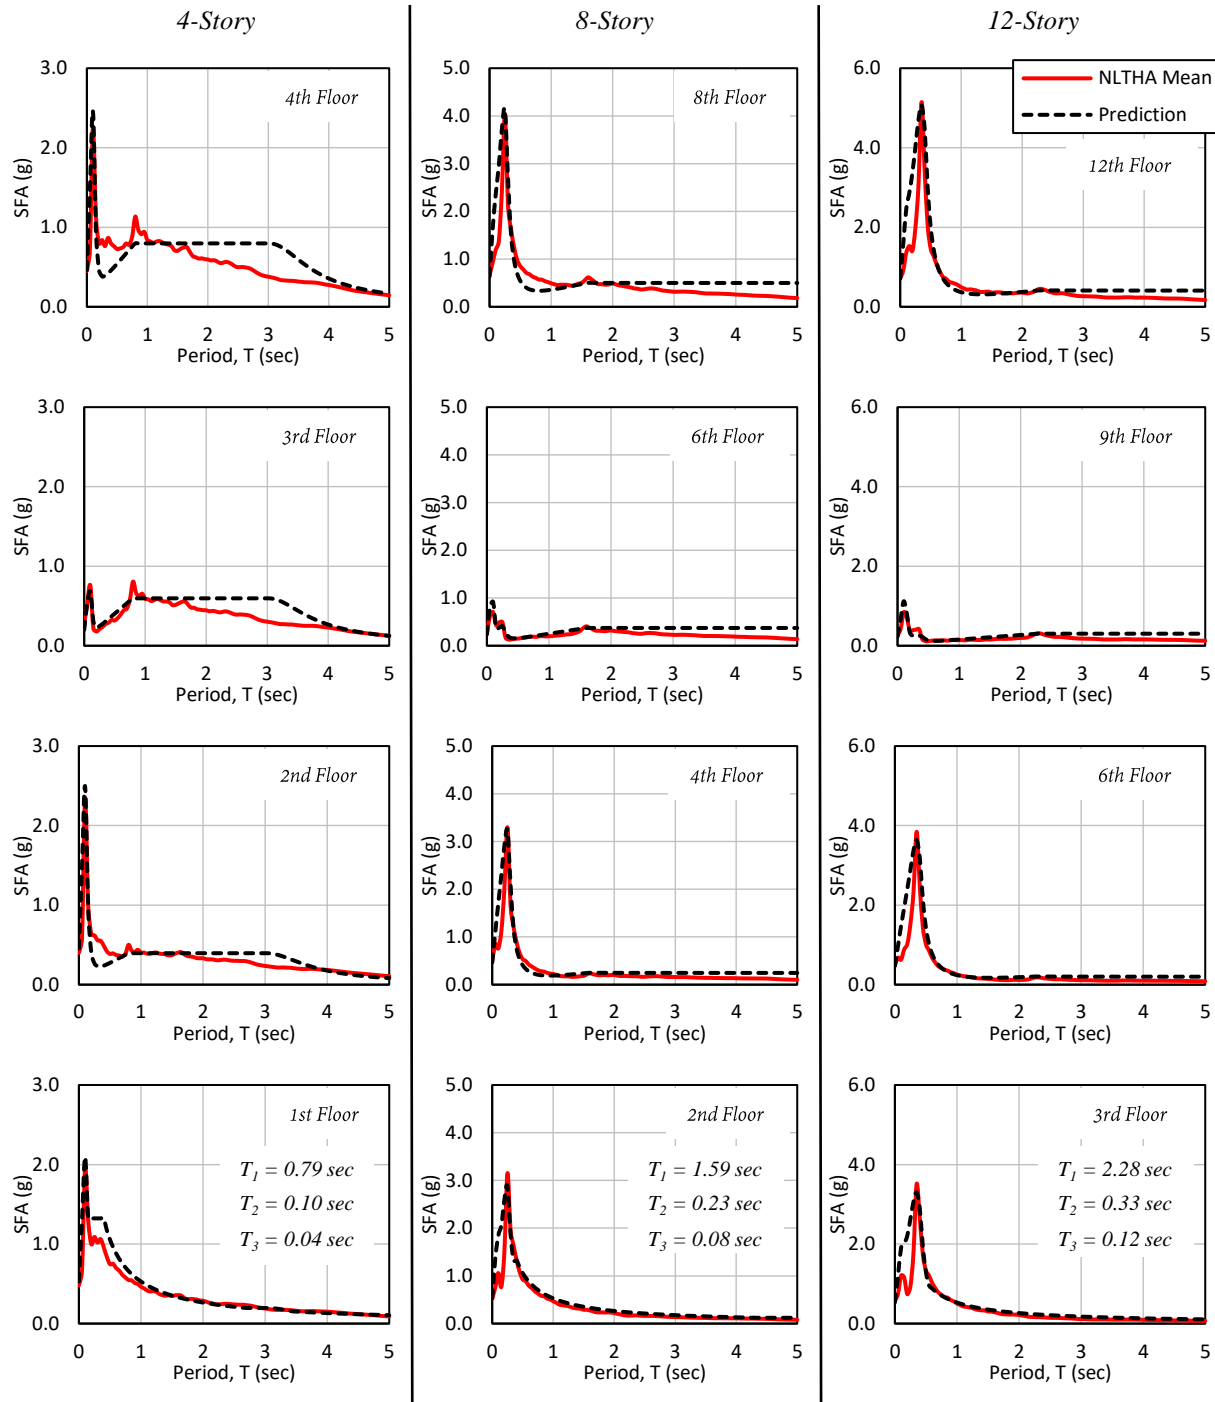 4-Story 8-Story 12-Story
3.0
2.0
1.0
0.0
SFA (g)
4th Floor
0 1 2 3 4 5
Period, T (sec)
5.0
4.0
3.0
2.0
1.0
0.0
SFA (g)
8th Floor
0 1 2 3 4 5
Period, T (sec)
6.0
4.0
2.0
0.0
SFA (g)
NLTHA Mean
Prediction
12th Floor
0 1 2 3 4 5
Period, T (sec)
3.0
2.0
1.0
0.0
SFA (g)
3rd Floor
0 1 2 3 4 5
Period, T (sec)
5.0
4.0
3.0
2.0
1.0
0.0
SFA (g)
6th Floor
0 1 2 3 4 5
Period, T (sec)
6.0
4.0
2.0
0.0
SFA (g)
9th Floor
0 1 2 3 4 5
Period, T (sec)
3.0
2.0
1.0
0.0
SFA (g)
2nd Floor
0 1 2 3 4 5
Period, T (sec)
5.0
4.0
3.0
2.0
1.0
0.0
SFA (g)
4th Floor
0 1 2 3 4 5
Period, T (sec)
6.0
4.0
2.0
0.0
SFA (g)
6th Floor
0 1 2 3 4 5
Period, T (sec)
3.0
2.0
1.0
0.0
SFA (g)
1st Floor
T1 = 0.79 sec
T2 = 0.10 sec
T3 = 0.04 sec
0 1 2 3 4 5
Period, T (sec)
5.0
4.0
3.0
2.0
1.0
0.0
SFA (g)
2nd Floor
T1 = 1.59 sec
T2 = 0.23 sec
T3 = 0.08 sec
0 1 2 3 4 5
Period, T (sec)
6.0
4.0
2.0
0.0
SFA (g)
3rd Floor
T1 = 2.28 sec
T2 = 0.33 sec
T3 = 0.12 sec
0 1 2 3 4 5
Period, T (sec)